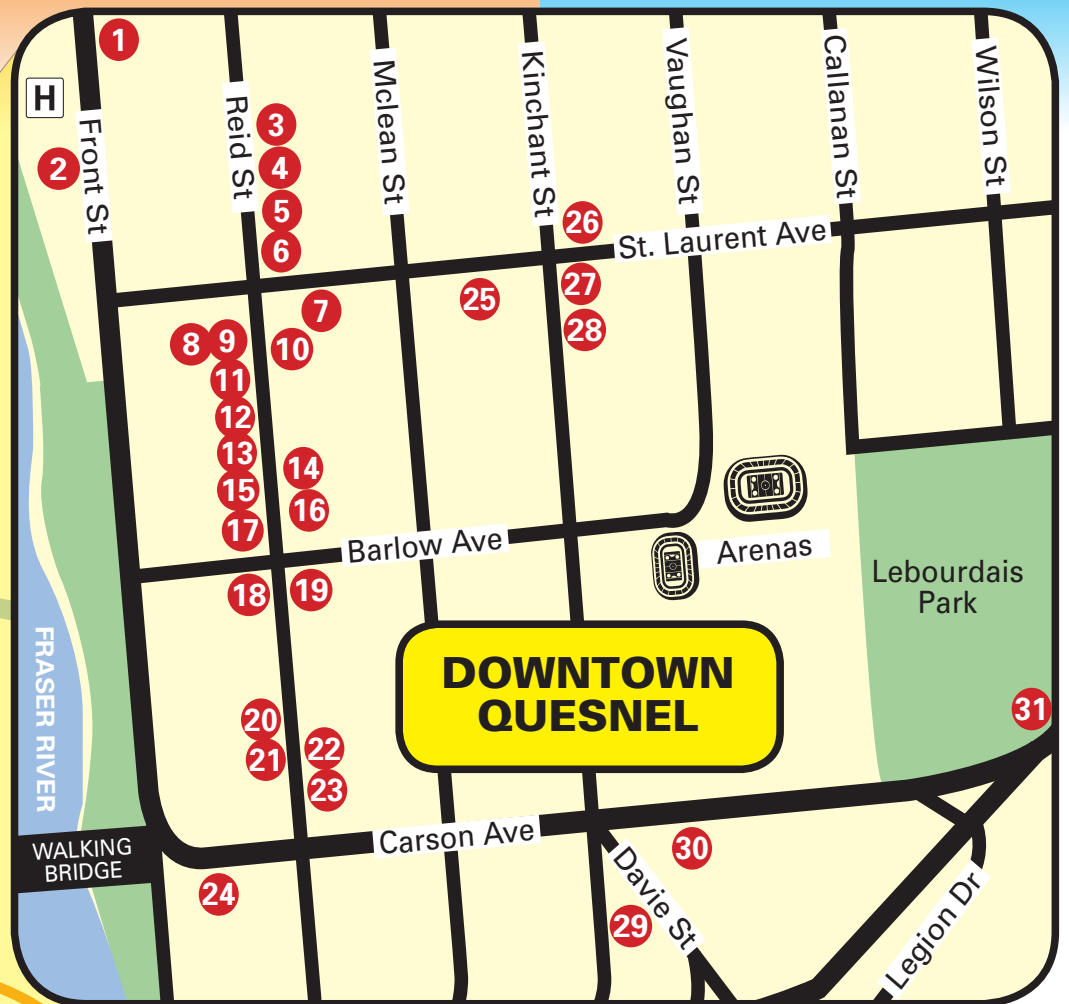 1
H
2
Front St
Reid St
3
4
5
6
Mclean St
Kinchant St
Vaughan St
Callanan St
Wilson St
26
St. Laurent Ave
27
28
25
7
8
9
10
11
12
13
14
15
16
17
Barlow Ave
Arenas
Lebourdais
Park
18
19
FRASER RIVER
DOWNTOWN
QUESNEL
20
21
22
23
31
WALKING
BRIDGE
Carson Ave
24
30
Davie St
29
Legion Dr